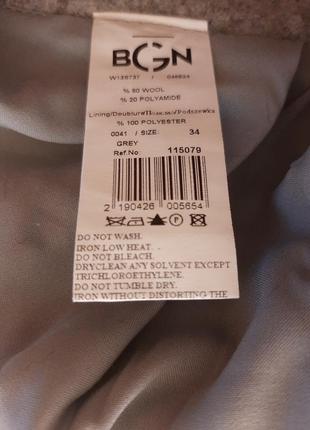 BGN
% 80 WOOL
% 20 POLYAMIDE
% 100 POLYESTER
0041 / SIZE: 34
GREY
Ref.No: 115079
2 190426 005654
P
DO NOT WASH.
IRON LOW HEAT.
DO NOT BLEACH.
DRYCLEAN ANY SOLVENT EXCEPT
TRICHLOROETHYLENE.
DO NOT TUMBLE DRY.
IRON WITHOUT DISTORTING THE